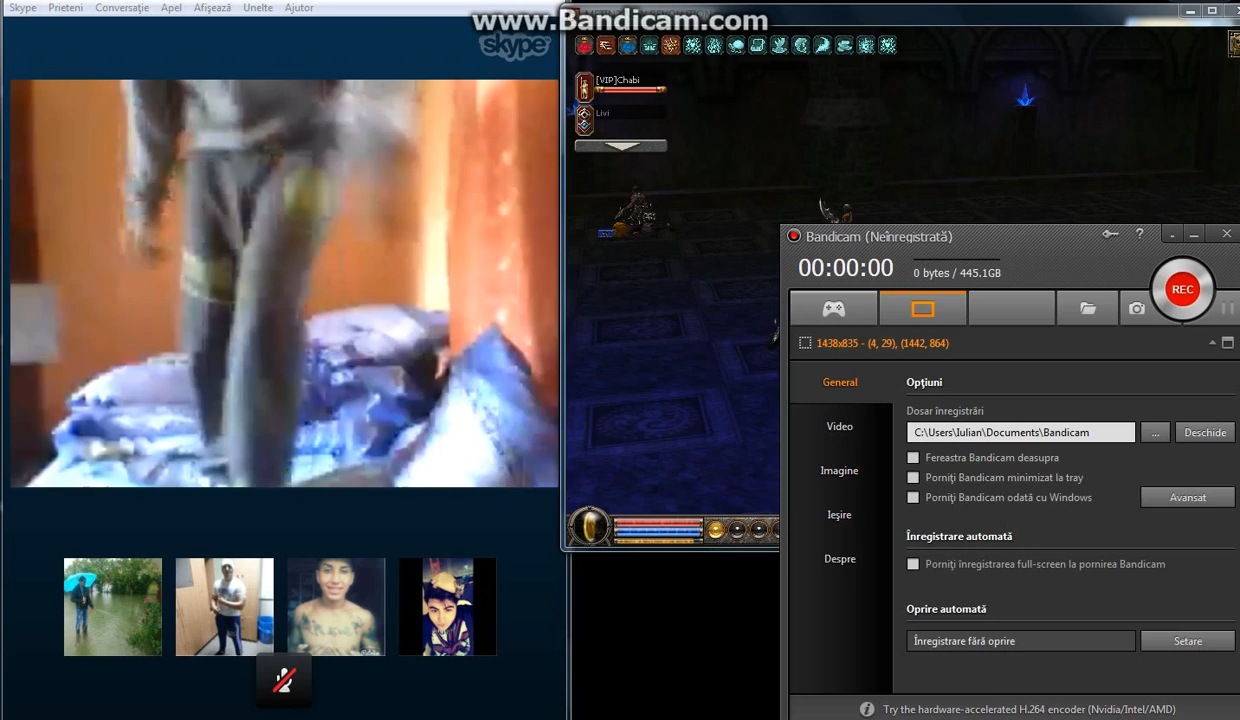 www.Bandicam.com
Skype Prieteni Conversaţie Apel Afişează Unelte Ajutor
skype
[VIP]Chabi
Livi
Bandicam (Neînregistrată)
?
00:00:00
0 bytes / 445.1GB
REC
1438x835 - (4, 29), (1442, 864)
General
Video
Imagine
Ieşire
Despre
Opţiuni
Dosar înregistrări
C:\Users\Iulian\Documents\Bandicam
...
Deschide
Fereastra Bandicam deasupra
Porniţi Bandicam minimizat la tray
Porniţi Bandicam odată cu Windows
Avansat
Înregistrare automată
Porniţi înregistrarea full-screen la pornirea Bandicam
Oprire automată
Înregistrare fără oprire
Setare
Try the hardware-accelerated H.264 encoder (Nvidia/Intel/AMD)